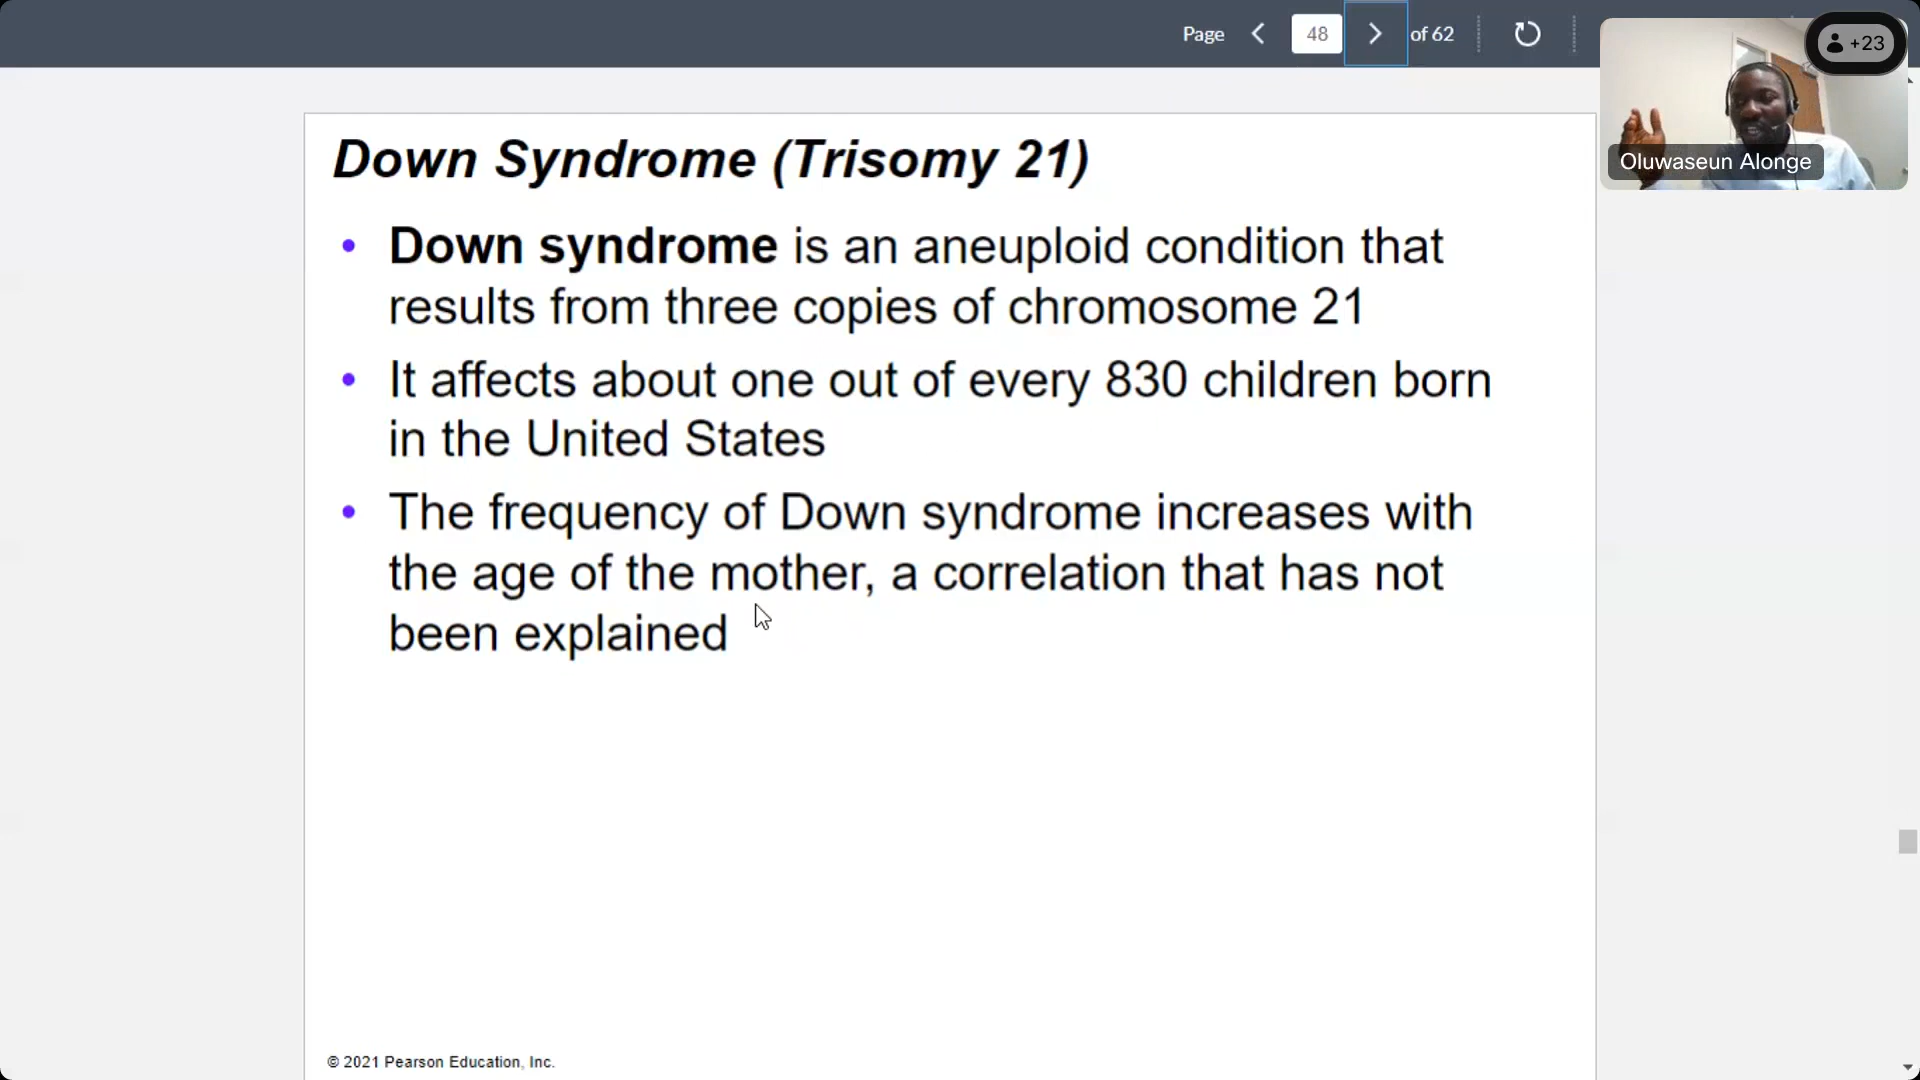 Page 48 of 62
+23
Oluwaseun Alonge
Down Syndrome (Trisomy 21)
• Down syndrome is an aneuploid condition that
results from three copies of chromosome 21
• It affects about one out of every 830 children born
in the United States
• The frequency of Down syndrome increases with
the age of the mother, a correlation that has not
been explained
© 2021 Pearson Education, Inc.